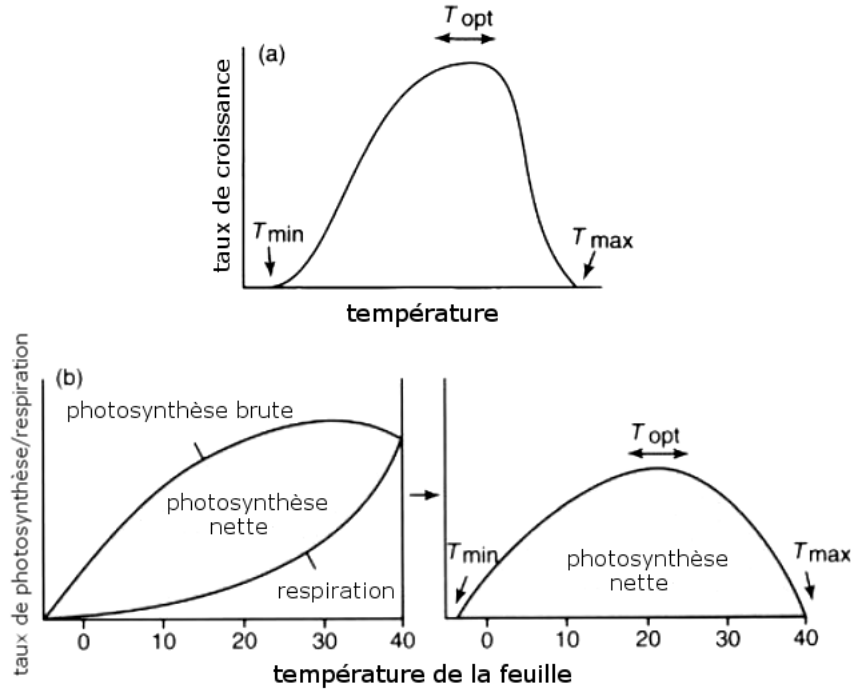 T opt
(a)
taux de croissance
T min
T max
température
taux de photosynthèse/respiration
(b)
photosynthèse brute
photosynthèse
nette
respiration
0 10 20 30 40
T opt
T min
T max
photosynthèse
nette
0 10 20 30 40
température de la feuille